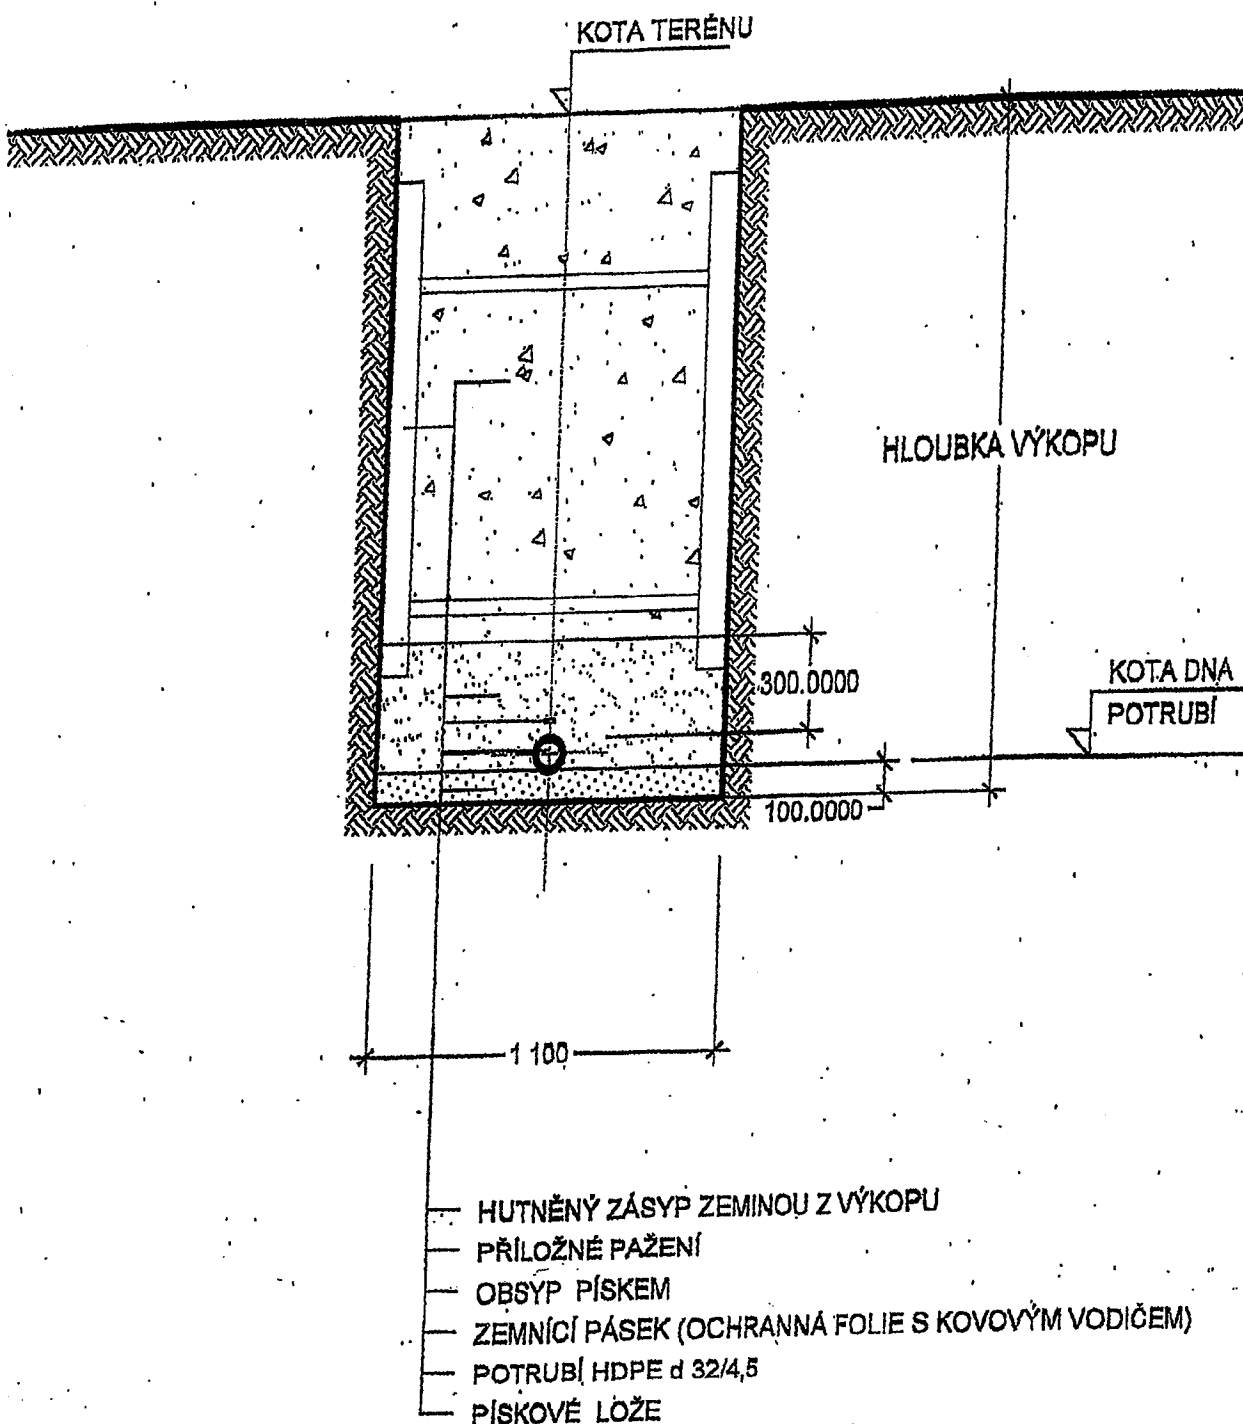 KOTA TERÉNU
HLOUBKA VÝKOPU
300.0000
KOTA DNA
POTRUBÍ
100.0000
1 100
HUTNĚNÝ ZÁSYP ZEMINOU Z VÝKOPU
PŘÍLOŽNÉ PAŽENÍ
OBSYP PÍSKEM
ZEMNÍCÍ PÁSEK (OCHRANNÁ FOLIE S KOVOVÝM VODIČEM)
POTRUBÍ HDPE d 32/4,5
PÍSKOVÉ LOŽE